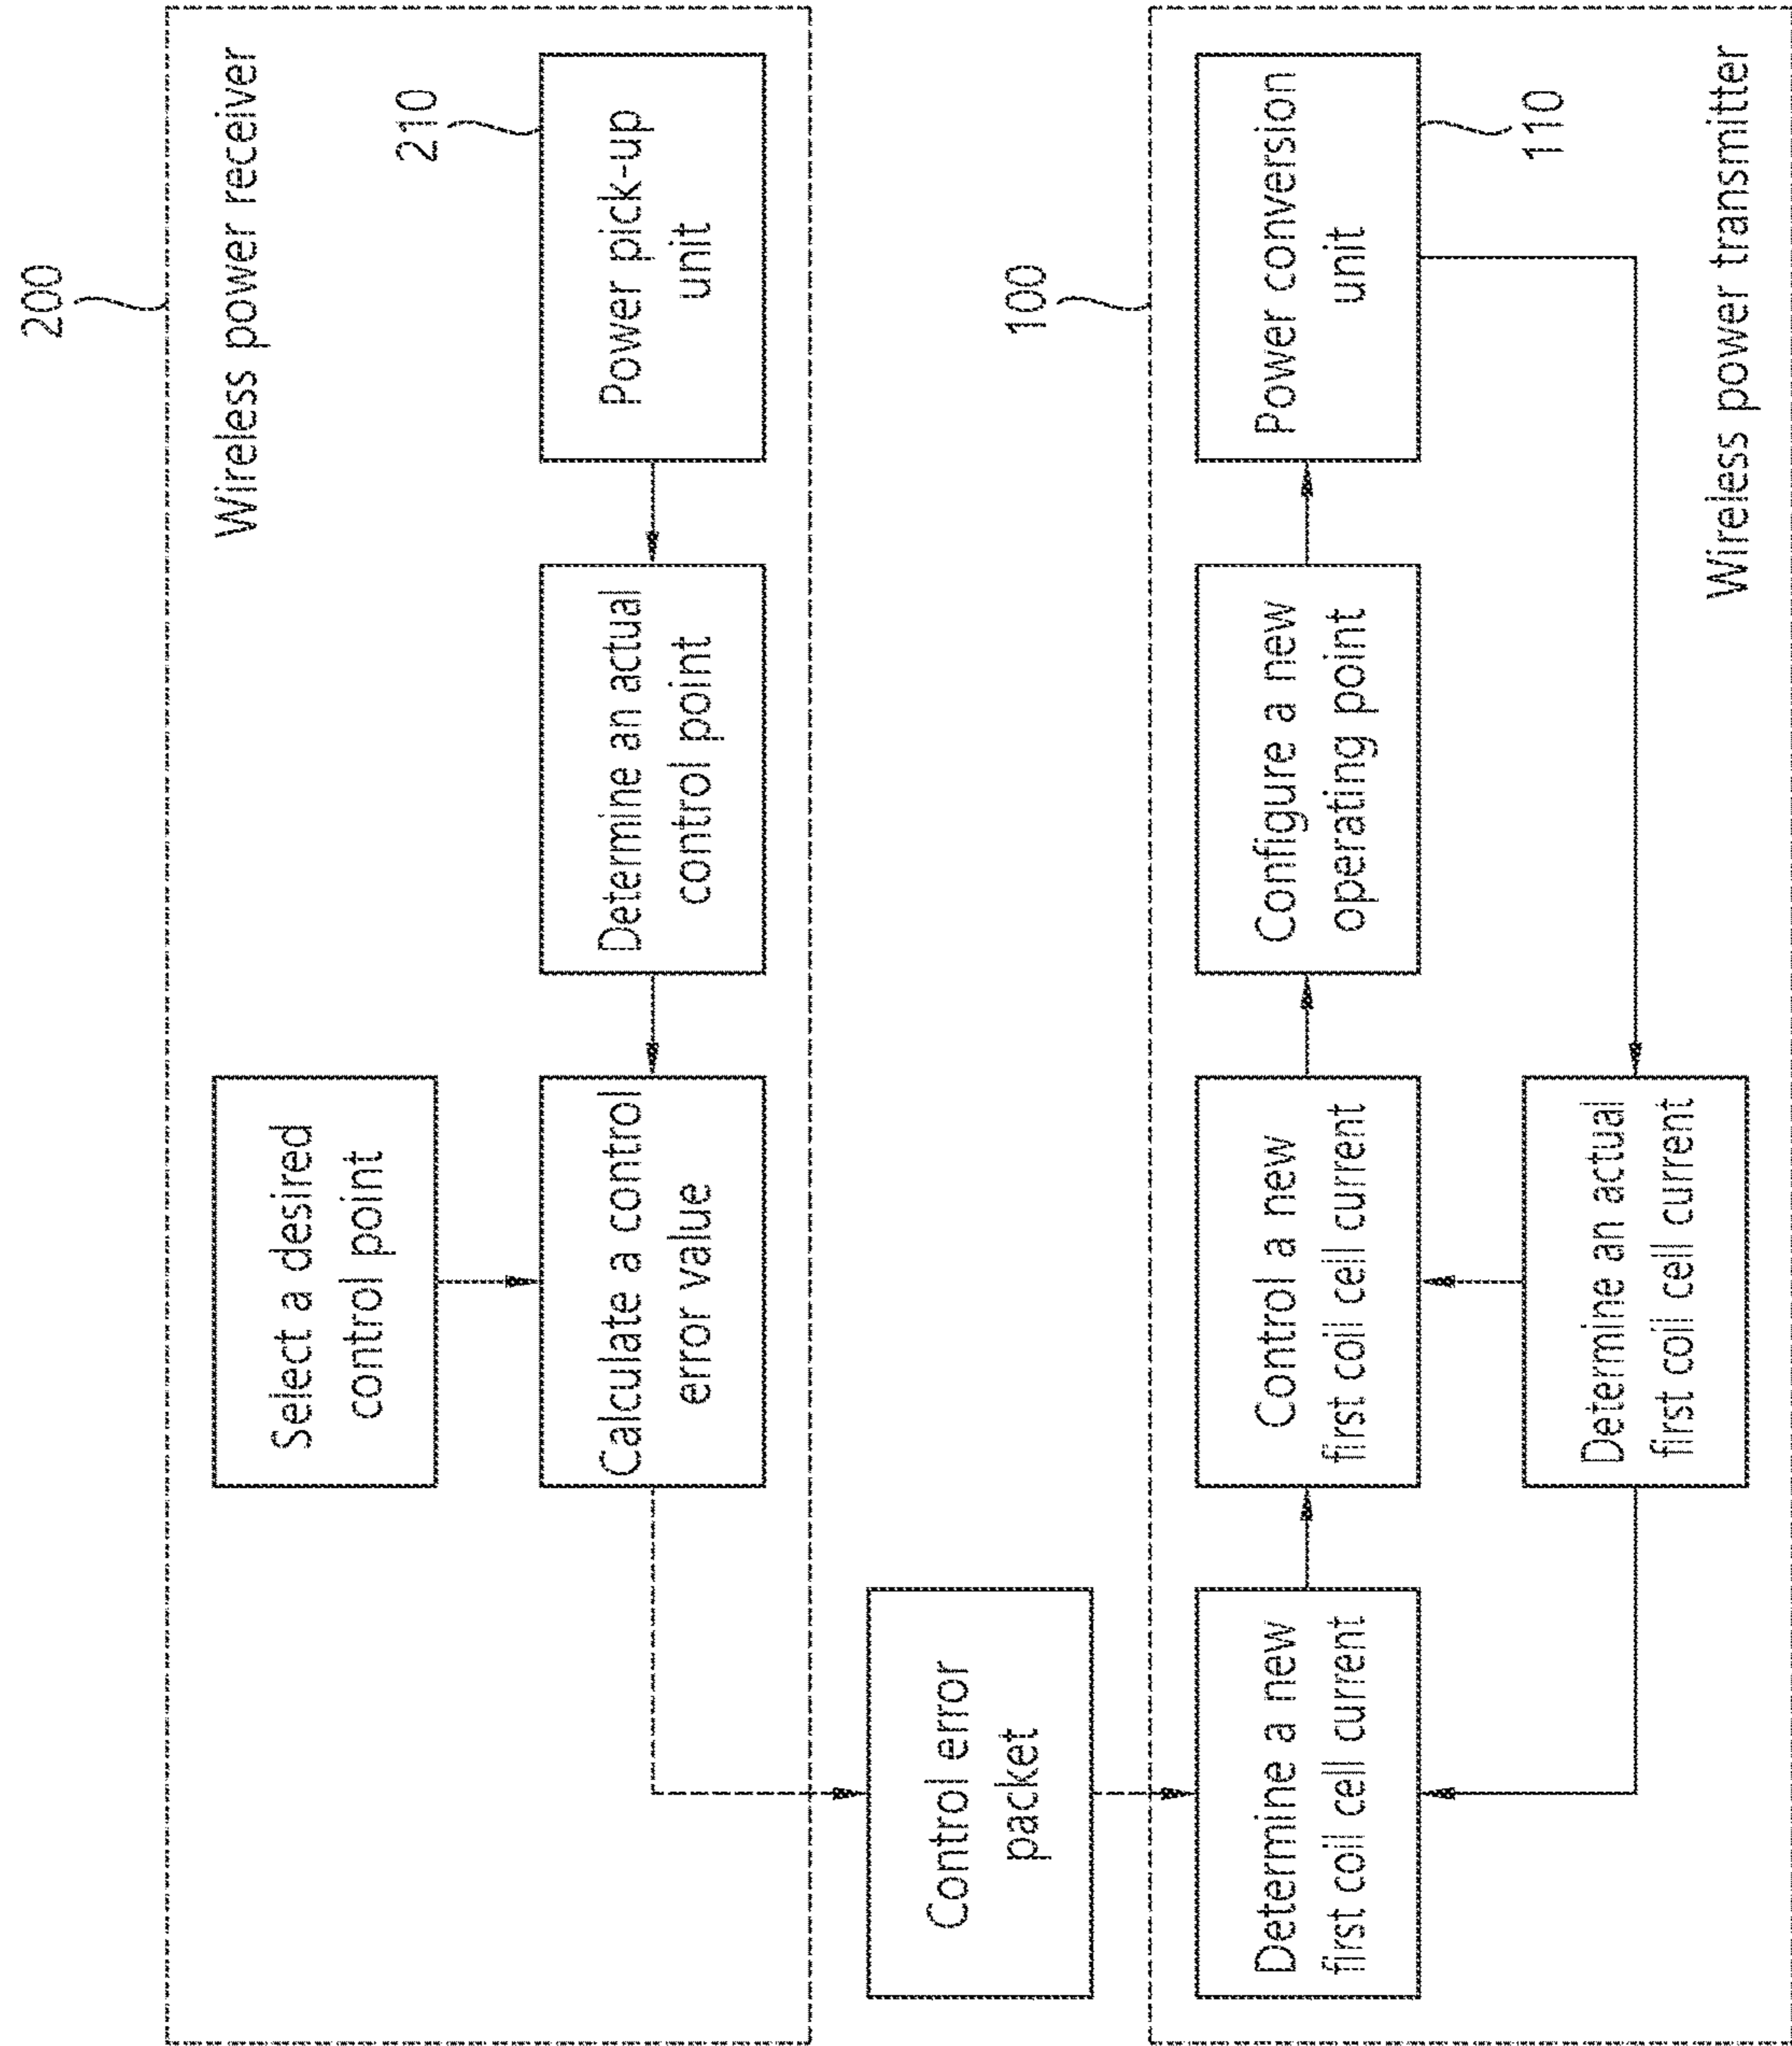 200
Wireless power receiver
Select a desired
control point
210
Calculate a control
error value
Determine an actual
control point
Power pick-up
unit
Control error
packet
100
Determine a new
first coil cell current
Control a new
first coil cell current
Configure a new
operating point
Power conversion
unit
110
Determine an actual
first coil cell current
Wireless power transmitter